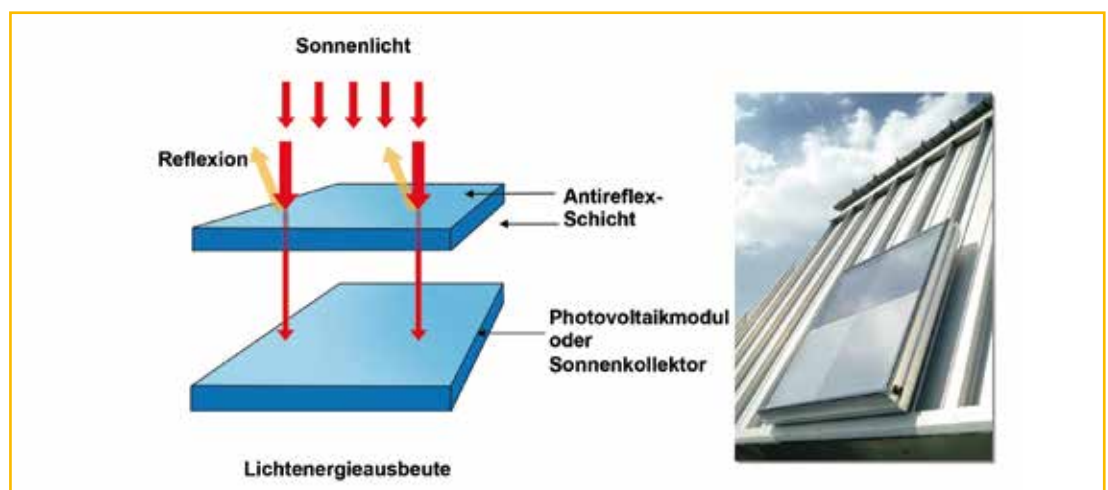 Sonnenlicht
Reflexion
Antireflex-
Schicht
Photovoltaikmodul
oder
Sonnenkollektor
Lichtenergieausbeute